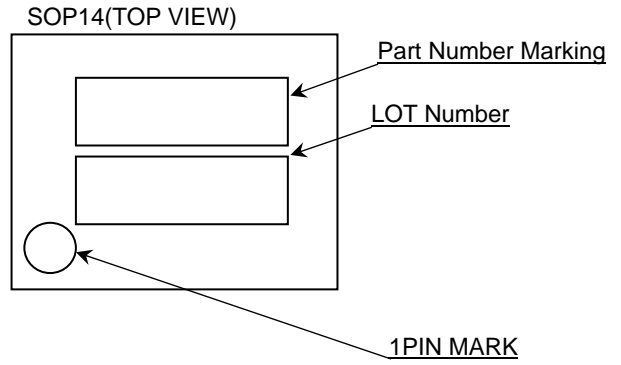 SOP14(TOP VIEW)
Part Number Marking
LOT Number
1PIN MARK